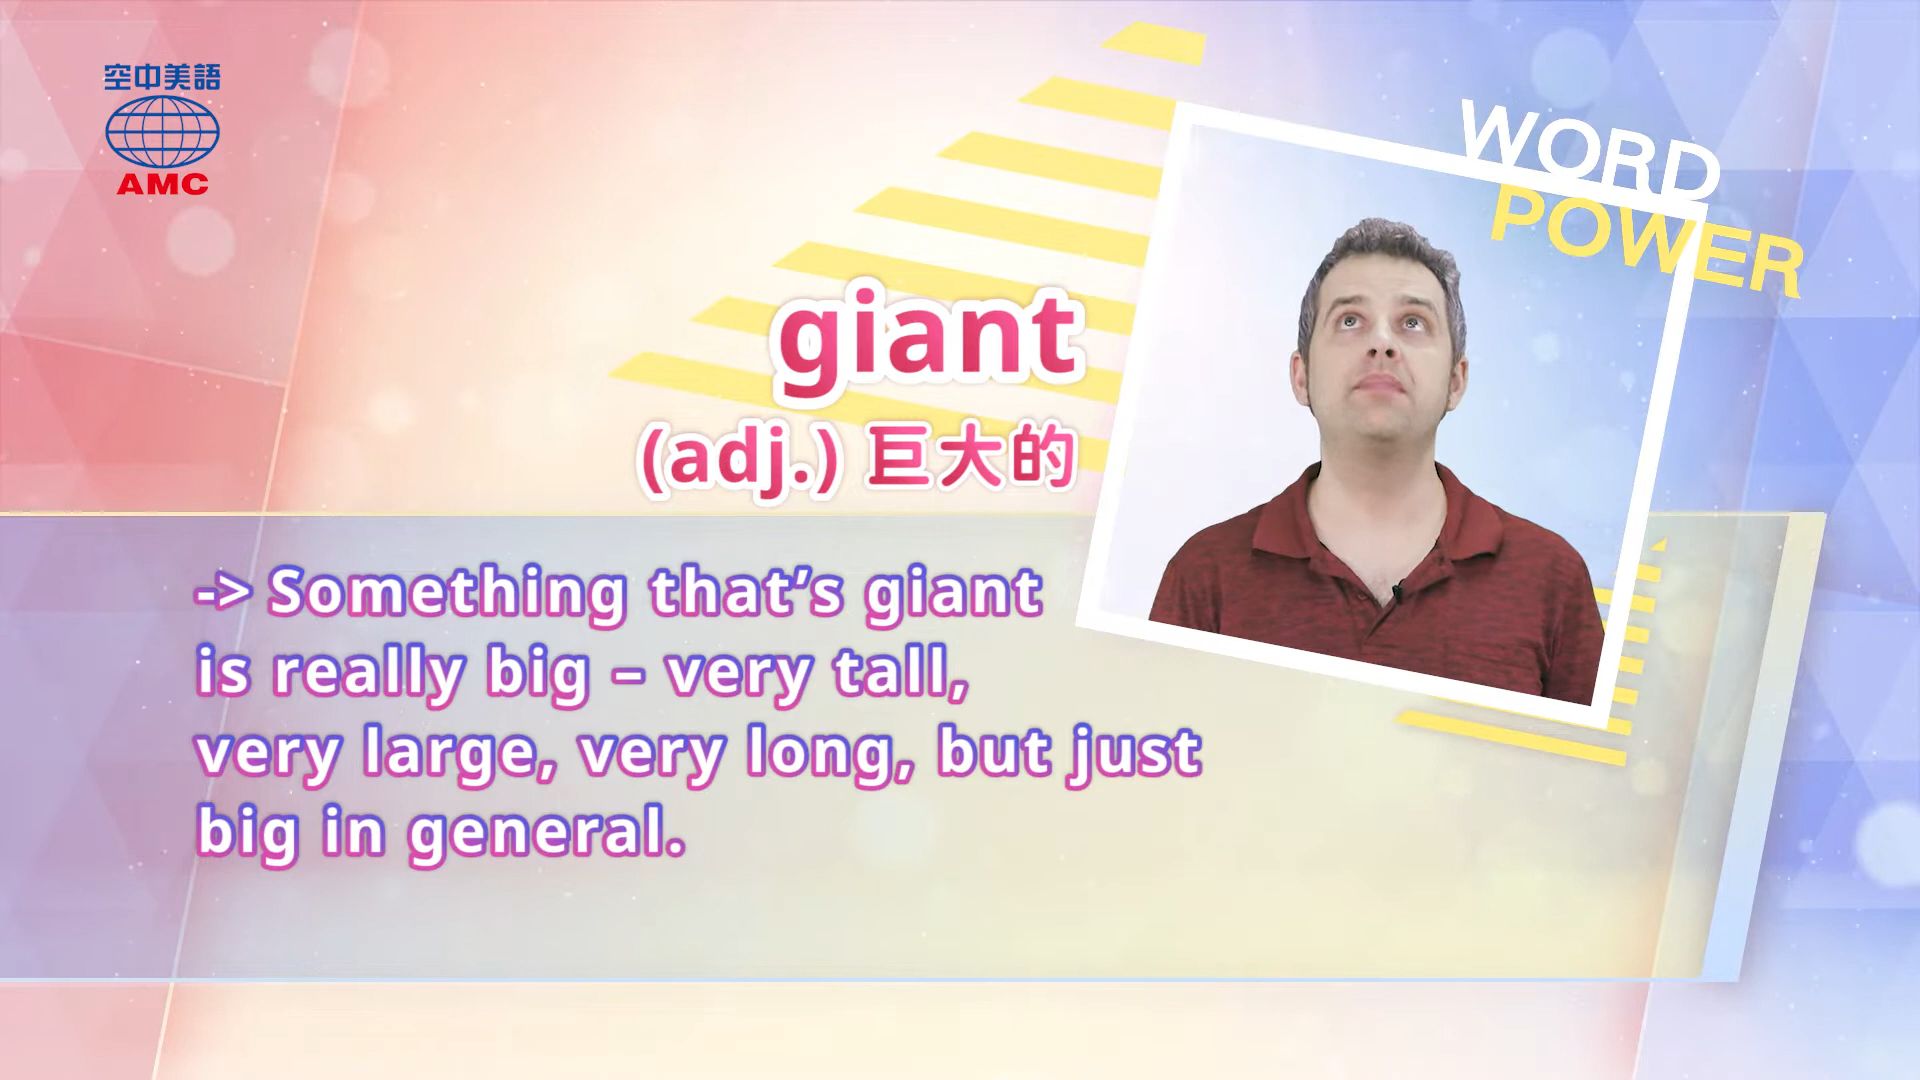 空中美語
AMC
WORD
POWER
giant
(adj.) 巨大的
-> Something that’s giant
is really big – very tall,
very large, very long, but just
big in general.